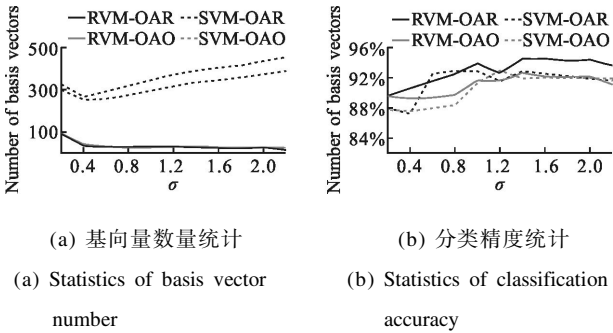 RVM-OAR SVM-OAR
RVM-OAO SVM-OAO
Number of basis vectors
500
300
100
0.4 0.8 1.2 1.6 2.0
σ
(a) 基向量数量统计
(a) Statistics of basis vector
number
RVM-OAR SVM-OAR
RVM-OAO SVM-OAO
Number of basis vectors
96%
92%
88%
84%
0.4 0.8 1.2 1.6 2.0
σ
(b) 分类精度统计
(b) Statistics of classification
accuracy